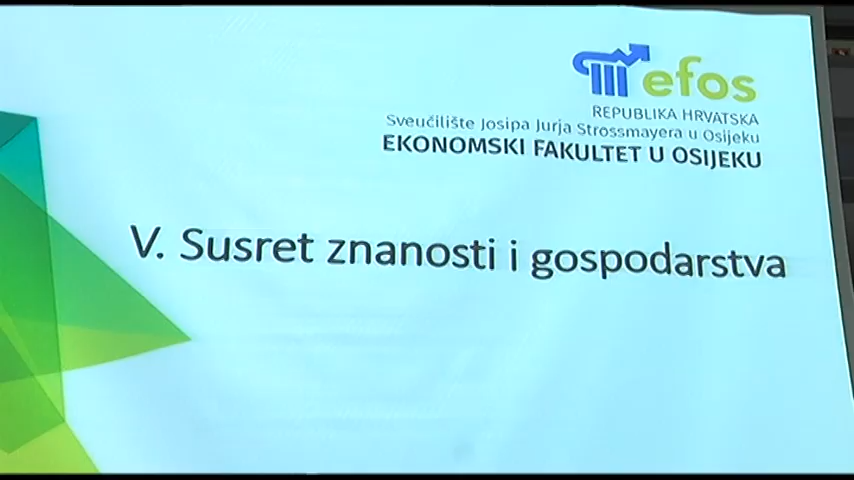 efos
REPUBLIKA HRVATSKA
Sveučilište Josipa Jurja Strossmayera u Osijeku
EKONOMSKI FAKULTET U OSIJEKU
V. Susret znanosti i gospodarstva